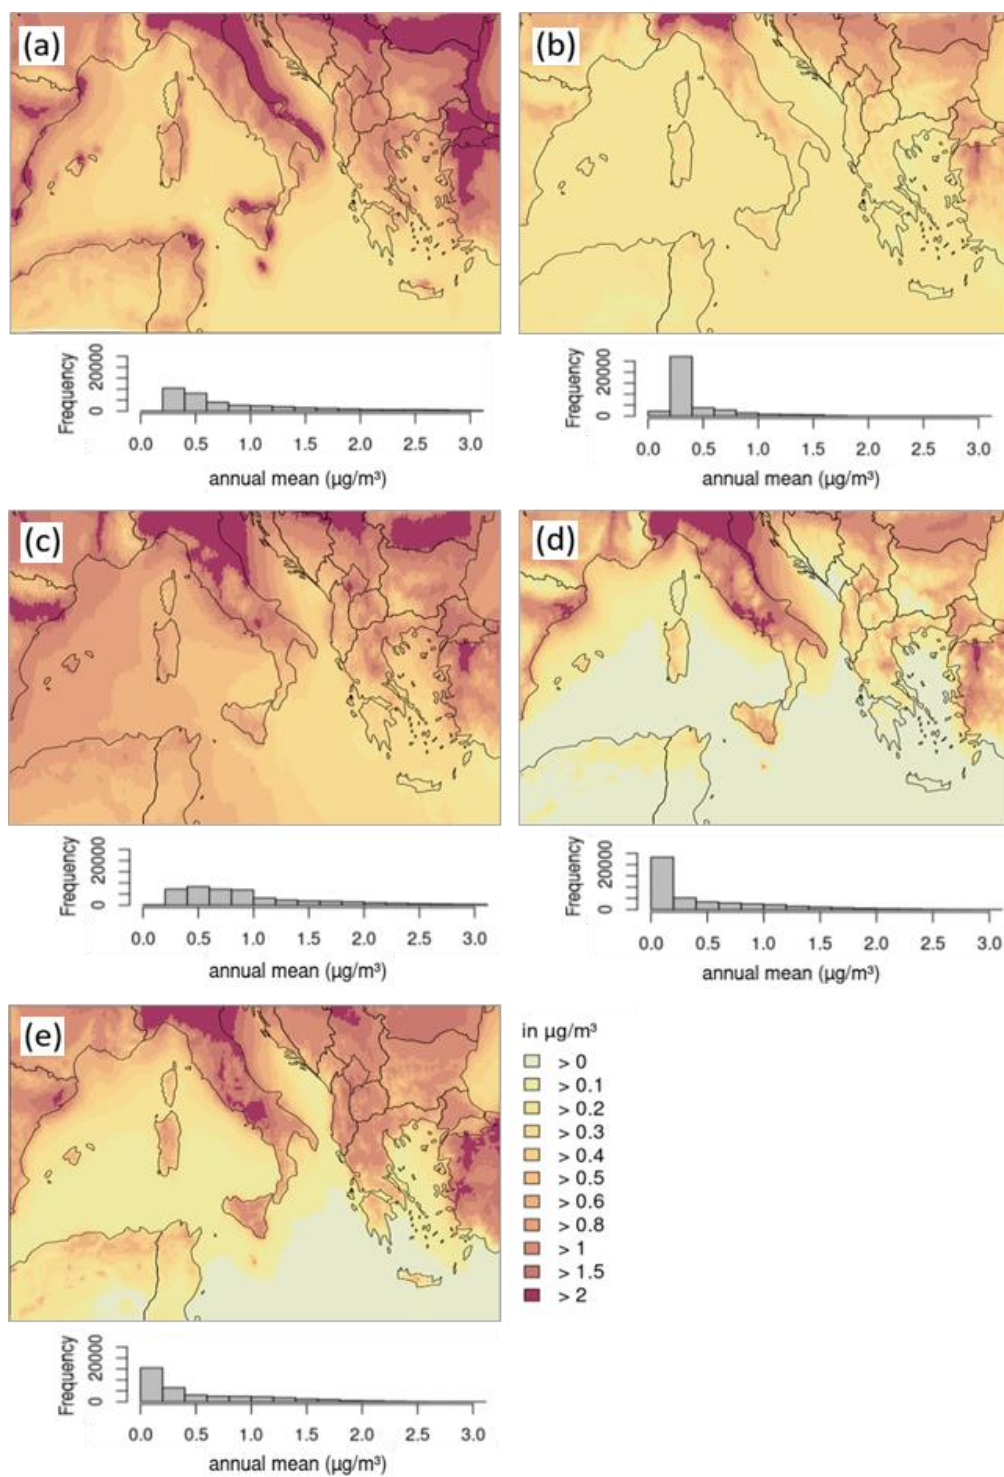 (a)
(b)
Frequency
0 20000
0.0 0.5 1.0 1.5 2.0 2.5 3.0
annual mean (µg/m³)
Frequency
0 20000
0.0 0.5 1.0 1.5 2.0 2.5 3.0
annual mean (µg/m³)
(c)
(d)
Frequency
0 20000
0.0 0.5 1.0 1.5 2.0 2.5 3.0
annual mean (µg/m³)
Frequency
0 20000
0.0 0.5 1.0 1.5 2.0 2.5 3.0
annual mean (µg/m³)
(e)
in µg/m³
> 0
> 0.1
> 0.2
> 0.3
> 0.4
> 0.5
> 0.6
> 0.8
> 1
> 1.5
> 2
Frequency
0 20000
0.0 0.5 1.0 1.5 2.0 2.5 3.0
annual mean (µg/m³)